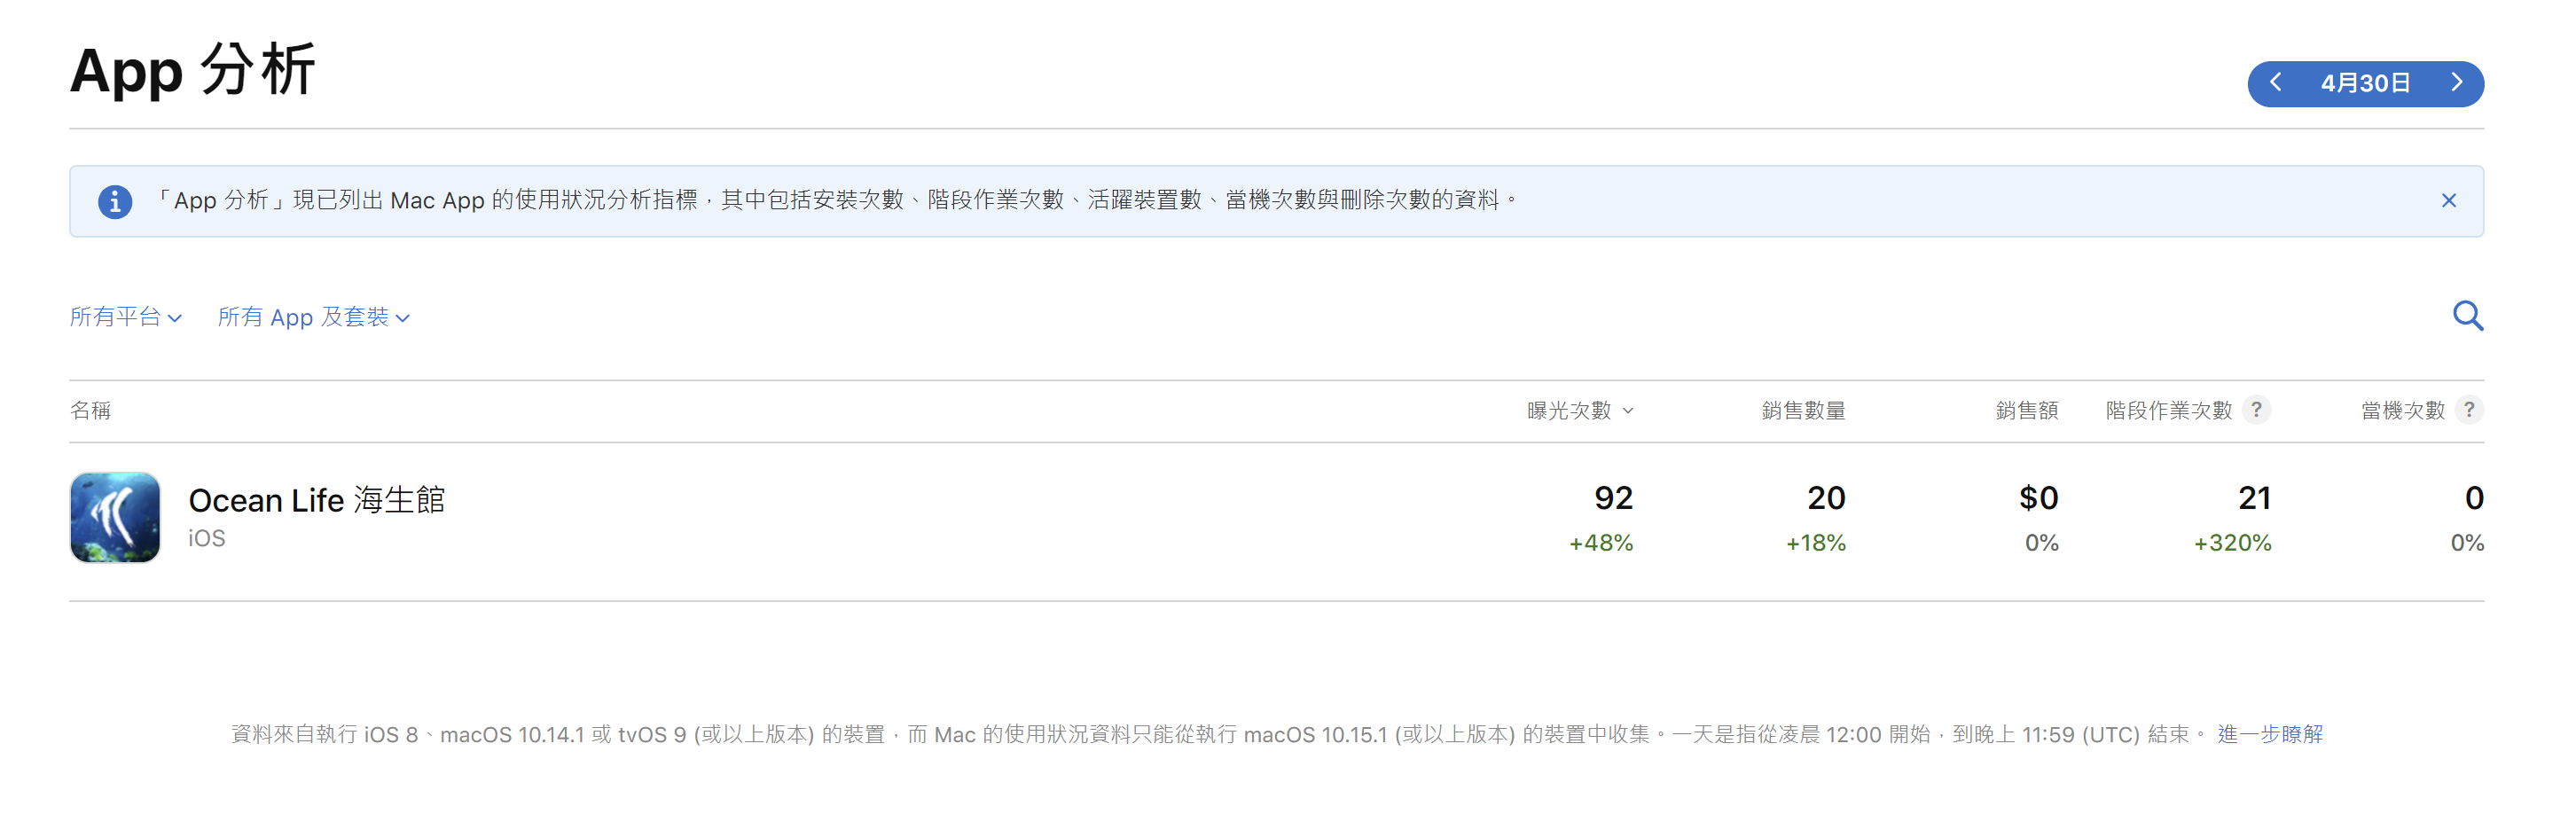 App 分析
4月30日
「App 分析」現已列出 Mac App 的使用狀況分析指標，其中包括安裝次數、階段作業次數、活躍裝置數、當機次數與刪除次數的資料。
所有平台 所有 App 及套裝
名稱 曝光次數 銷售數量 銷售額 階段作業次數 ? 當機次數 ?
Ocean Life 海生館 92 20 $0 21 0
iOS +48% +18% 0% +320% 0%
資料來自執行 iOS 8、macOS 10.14.1 或 tvOS 9 (或以上版本) 的裝置，而 Mac 的使用狀況資料只能從執行 macOS 10.15.1 (或以上版本) 的裝置中收集。一天是指從凌晨 12:00 開始，到晚上 11:59 (UTC) 結束。 進一步瞭解